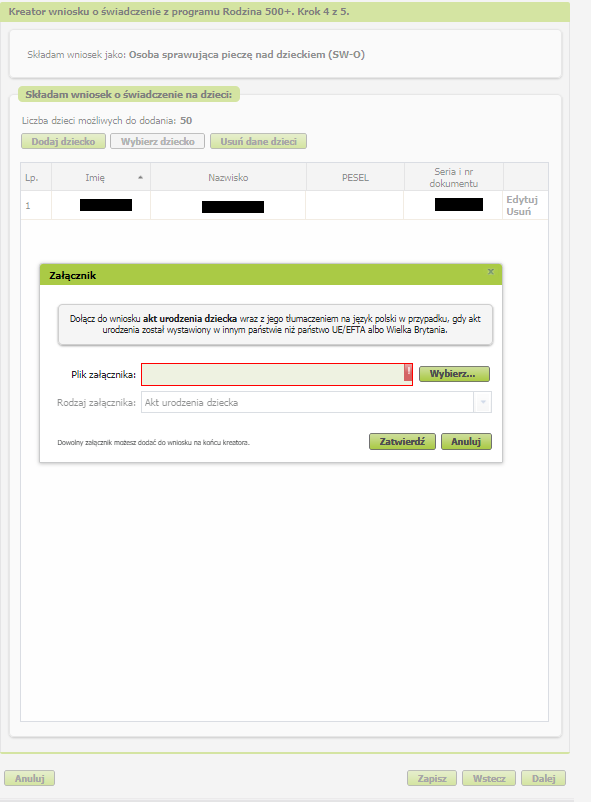 Kreator wniosku o świadczenie z programu Rodzina 500+. Krok 4 z 5.
Składam wniosek jako: Osoba sprawująca pieczę nad dzieckiem (SW-O)
Składam wniosek o świadczenie na dzieci:
Liczba dzieci możliwych do dodania: 50
Dodaj dziecko Wybierz dziecko Usuń dane dzieci
Lp. Imię Nazwisko PESEL Seria i nr
dokumentu
1 Edytuj
Usuń
Załącznik x
Dołącz do wniosku akt urodzenia dziecka wraz z jego tłumaczeniem na język polski w przypadku, gdy akt
urodzenia został wystawiony w innym państwie niż państwo UE/EFTA albo Wielka Brytania.
Plik załącznika: ! Wybierz...
Rodzaj załącznika: Akt urodzenia dziecka
Dowolny załącznik możesz dodać do wniosku na końcu kreatora. Zatwierdź Anuluj
Anuluj Zapisz Wstecz Dalej